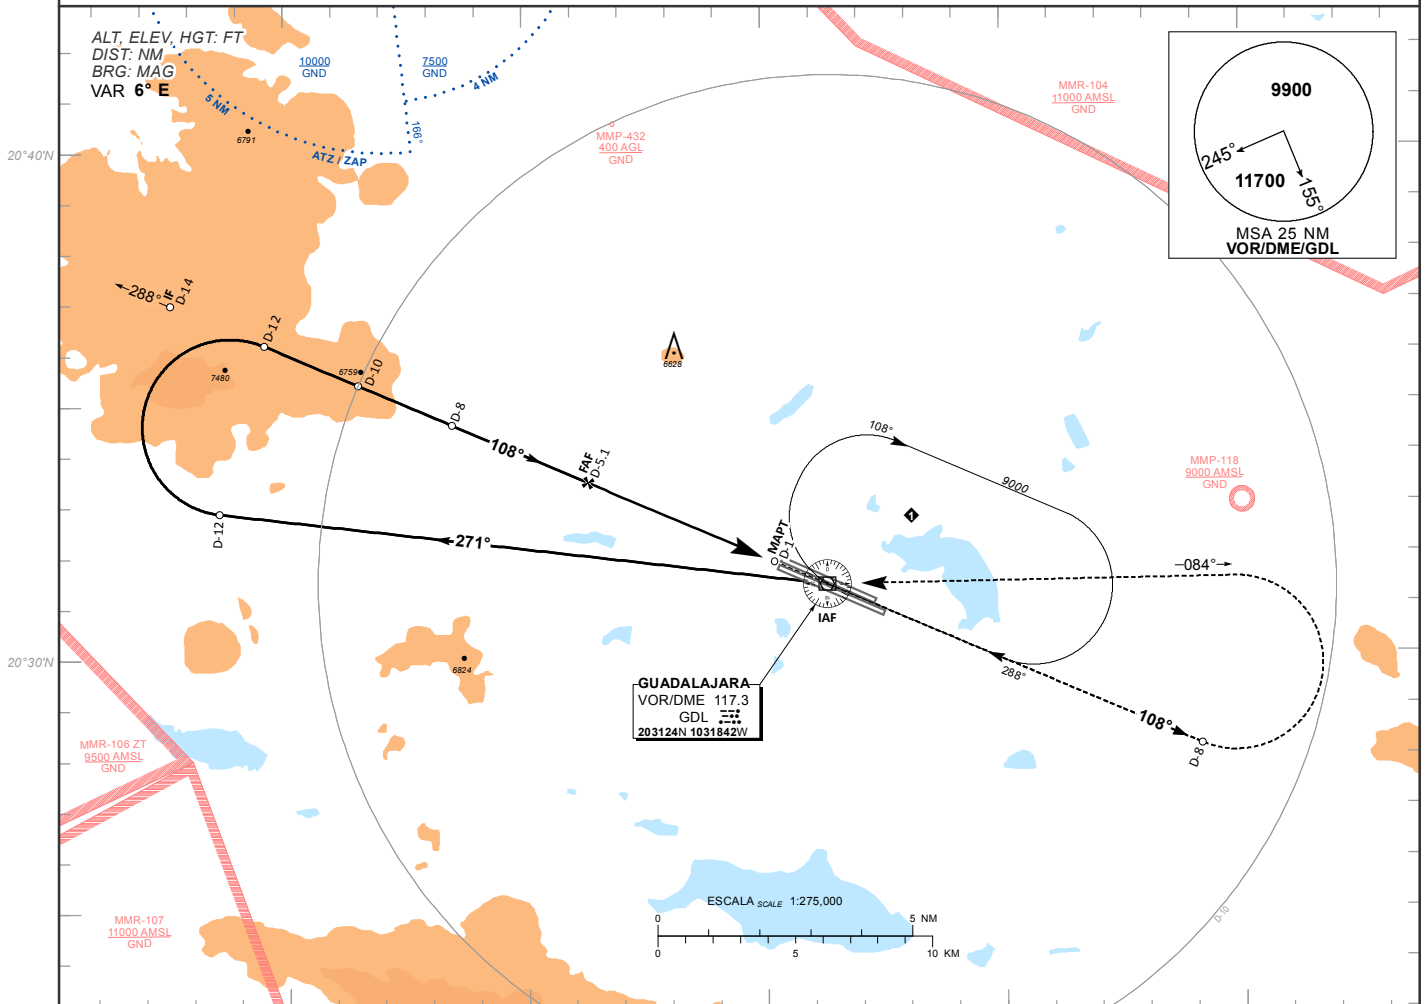 ALT, ELEV, HGT: FT
DIST: NM
BRG: MAG
VAR 6° E
10000
GND
7500
GND
5 NM
4 NM
166°
ATZ / ZAP
6791
20°40'N
MMP-432
400 AGL
GND
MMR-104
11000 AMSL
GND
9900
245°
11700
155°
MSA 25 NM
VOR/DME/GDL
288°
IF
D-14
D-12
D-10
6759
7480
D-8
6628
108°
FAF
D-5.1
108°
9000
MMP-118
9000 AMSL
GND
1
D-12
271°
MAPT
D-1
084°
IAF
288°
108°
D-8
20°30'N
6824
GUADALAJARA
VOR/DME 117.3
GDL
203124N 1031842W
MMR-106 ZT
9500 AMSL
GND
MMR-107
11000 AMSL
GND
ESCALA SCALE 1:275,000
0 5 NM
0 5 10 KM
D-10